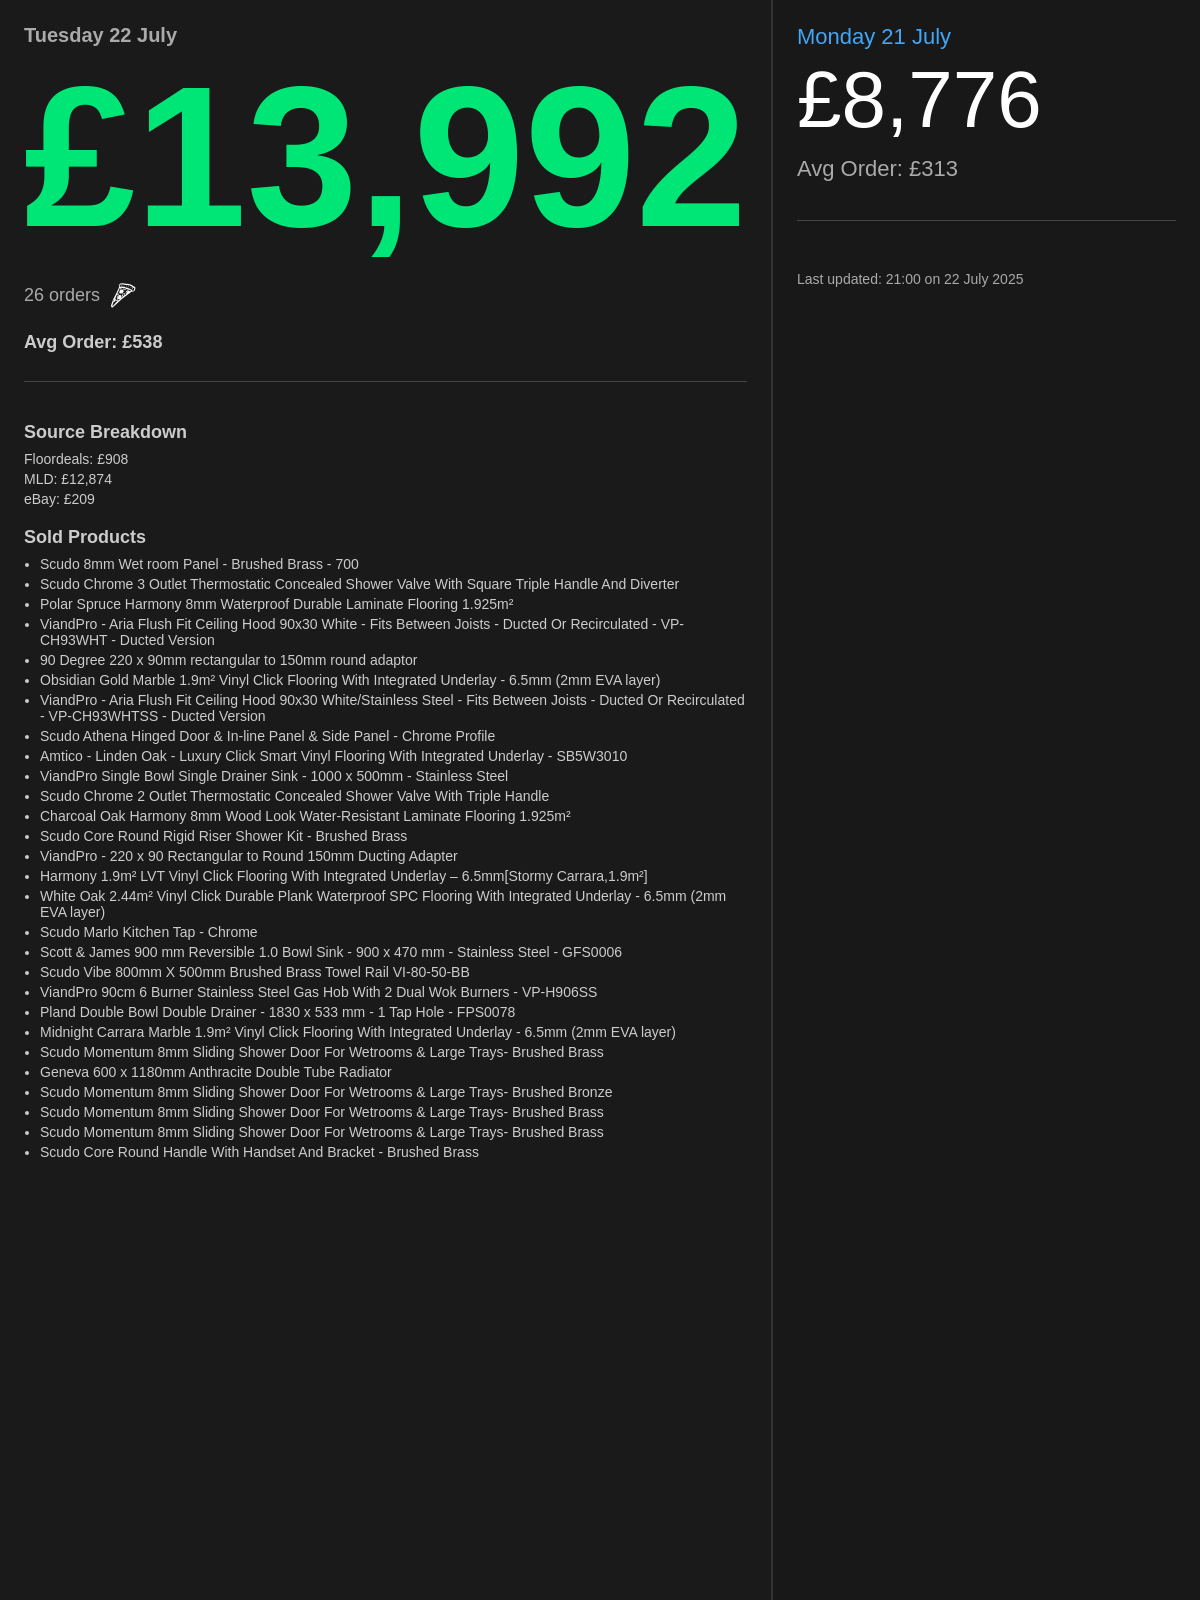 Tuesday 22 July
£13,992
26 orders
Avg Order: £538
Source Breakdown
Floordeals: £908
MLD: £12,874
eBay: £209
Sold Products
• Scudo 8mm Wet room Panel - Brushed Brass - 700
• Scudo Chrome 3 Outlet Thermostatic Concealed Shower Valve With Square Triple Handle And Diverter
• Polar Spruce Harmony 8mm Waterproof Durable Laminate Flooring 1.925m²
• ViandPro - Aria Flush Fit Ceiling Hood 90x30 White - Fits Between Joists - Ducted Or Recirculated - VP-
CH93WHT - Ducted Version
• 90 Degree 220 x 90mm rectangular to 150mm round adaptor
• Obsidian Gold Marble 1.9m² Vinyl Click Flooring With Integrated Underlay - 6.5mm (2mm EVA layer)
• ViandPro - Aria Flush Fit Ceiling Hood 90x30 White/Stainless Steel - Fits Between Joists - Ducted Or Recirculated
- VP-CH93WHTSS - Ducted Version
• Scudo Athena Hinged Door & In-line Panel & Side Panel - Chrome Profile
• Amtico - Linden Oak - Luxury Click Smart Vinyl Flooring With Integrated Underlay - SB5W3010
• ViandPro Single Bowl Single Drainer Sink - 1000 x 500mm - Stainless Steel
• Scudo Chrome 2 Outlet Thermostatic Concealed Shower Valve With Triple Handle
• Charcoal Oak Harmony 8mm Wood Look Water-Resistant Laminate Flooring 1.925m²
• Scudo Core Round Rigid Riser Shower Kit - Brushed Brass
• ViandPro - 220 x 90 Rectangular to Round 150mm Ducting Adapter
• Harmony 1.9m² LVT Vinyl Click Flooring With Integrated Underlay – 6.5mm[Stormy Carrara,1.9m²]
• White Oak 2.44m² Vinyl Click Durable Plank Waterproof SPC Flooring With Integrated Underlay - 6.5mm (2mm
EVA layer)
• Scudo Marlo Kitchen Tap - Chrome
• Scott & James 900 mm Reversible 1.0 Bowl Sink - 900 x 470 mm - Stainless Steel - GFS0006
• Scudo Vibe 800mm X 500mm Brushed Brass Towel Rail VI-80-50-BB
• ViandPro 90cm 6 Burner Stainless Steel Gas Hob With 2 Dual Wok Burners - VP-H906SS
• Pland Double Bowl Double Drainer - 1830 x 533 mm - 1 Tap Hole - FPS0078
• Midnight Carrara Marble 1.9m² Vinyl Click Flooring With Integrated Underlay - 6.5mm (2mm EVA layer)
• Scudo Momentum 8mm Sliding Shower Door For Wetrooms & Large Trays- Brushed Brass
• Geneva 600 x 1180mm Anthracite Double Tube Radiator
• Scudo Momentum 8mm Sliding Shower Door For Wetrooms & Large Trays- Brushed Bronze
• Scudo Momentum 8mm Sliding Shower Door For Wetrooms & Large Trays- Brushed Brass
• Scudo Momentum 8mm Sliding Shower Door For Wetrooms & Large Trays- Brushed Brass
• Scudo Core Round Handle With Handset And Bracket - Brushed Brass
Monday 21 July
£8,776
Avg Order: £313
Last updated: 21:00 on 22 July 2025